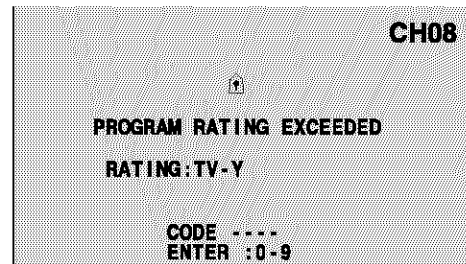 CH08
PROGRAM RATING EXCEEDED
RATING:TV-Y
CODE ----
ENTER :0-9